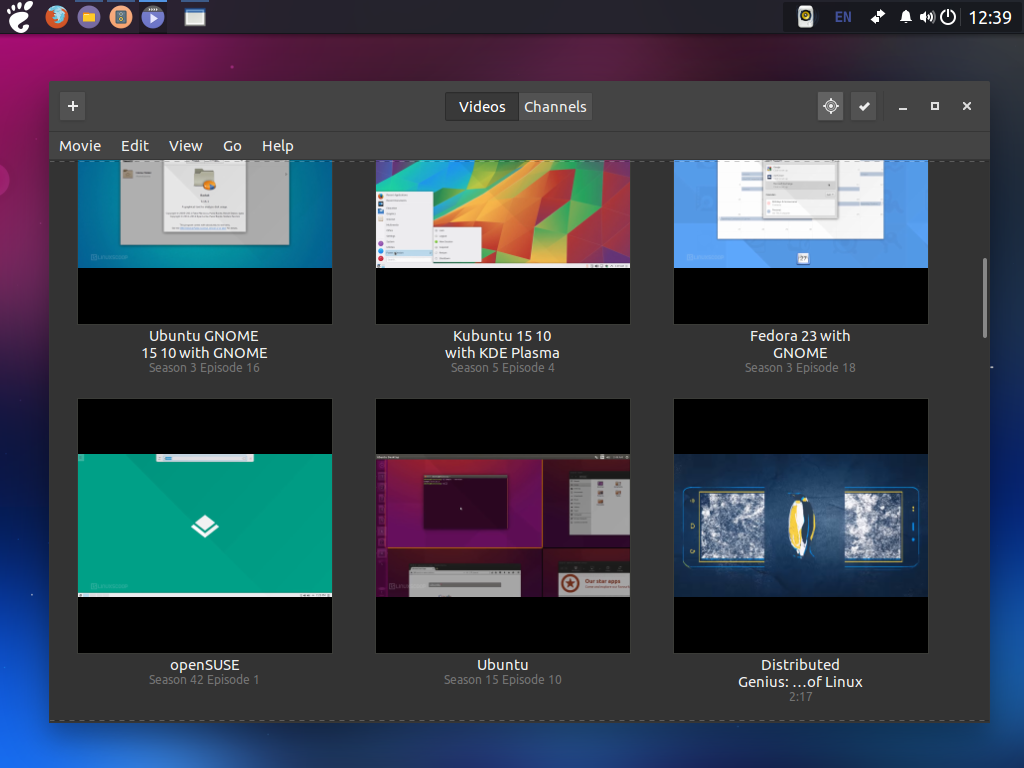 EN
12:39
Videos
Channels
Movie Edit View Go Help
Ubuntu GNOME
15 10 with GNOME
Season 3 Episode 16
Kubuntu 15 10
with KDE Plasma
Season 5 Episode 4
Fedora 23 with
GNOME
Season 3 Episode 18
Our star apps
openSUSE
Season 42 Episode 1
Ubuntu
Season 15 Episode 10
Distributed
Genius: ...of Linux
2:17